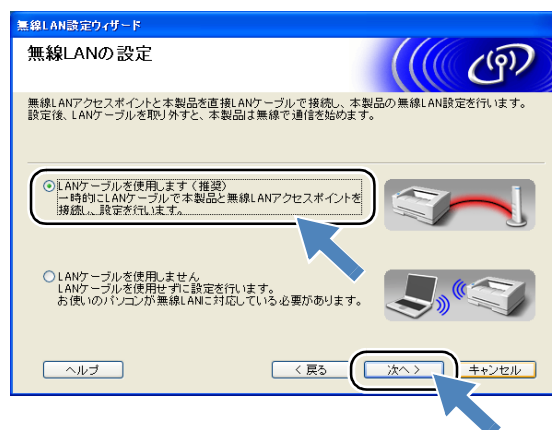 無線LAN設定ウィザード
無線LANの設定
無線LANアクセスポイントと本製品を直接LANケーブルで接続し、本製品の無線LAN設定を行います。
設定後、LANケーブルを取り外すと、本製品は無線で通信を始めます。
LANケーブルを使用します(推奨)
一時的にLANケーブルで本製品と無線LANアクセスポイントを
接続し、設定を行います。
LANケーブルを使用しません
LANケーブルを使用せずに設定を行います。
お使いのパソコンが無線LANに対応している必要があります。
ヘルプ
< 戻る
次へ >
キャンセル